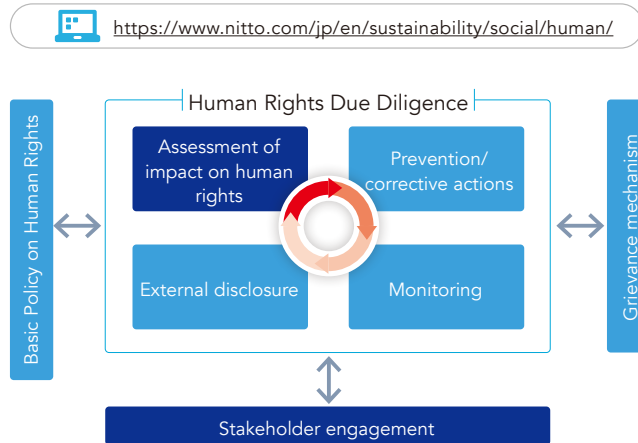 https://www.nitto.com/jp/en/sustainability/social/human/
Basic Policy on Human Rights
Human Rights Due Diligence
Assessment of
impact on human
rights
Prevention/
corrective actions
External disclosure
Monitoring
Grievance mechanism
Stakeholder engagement